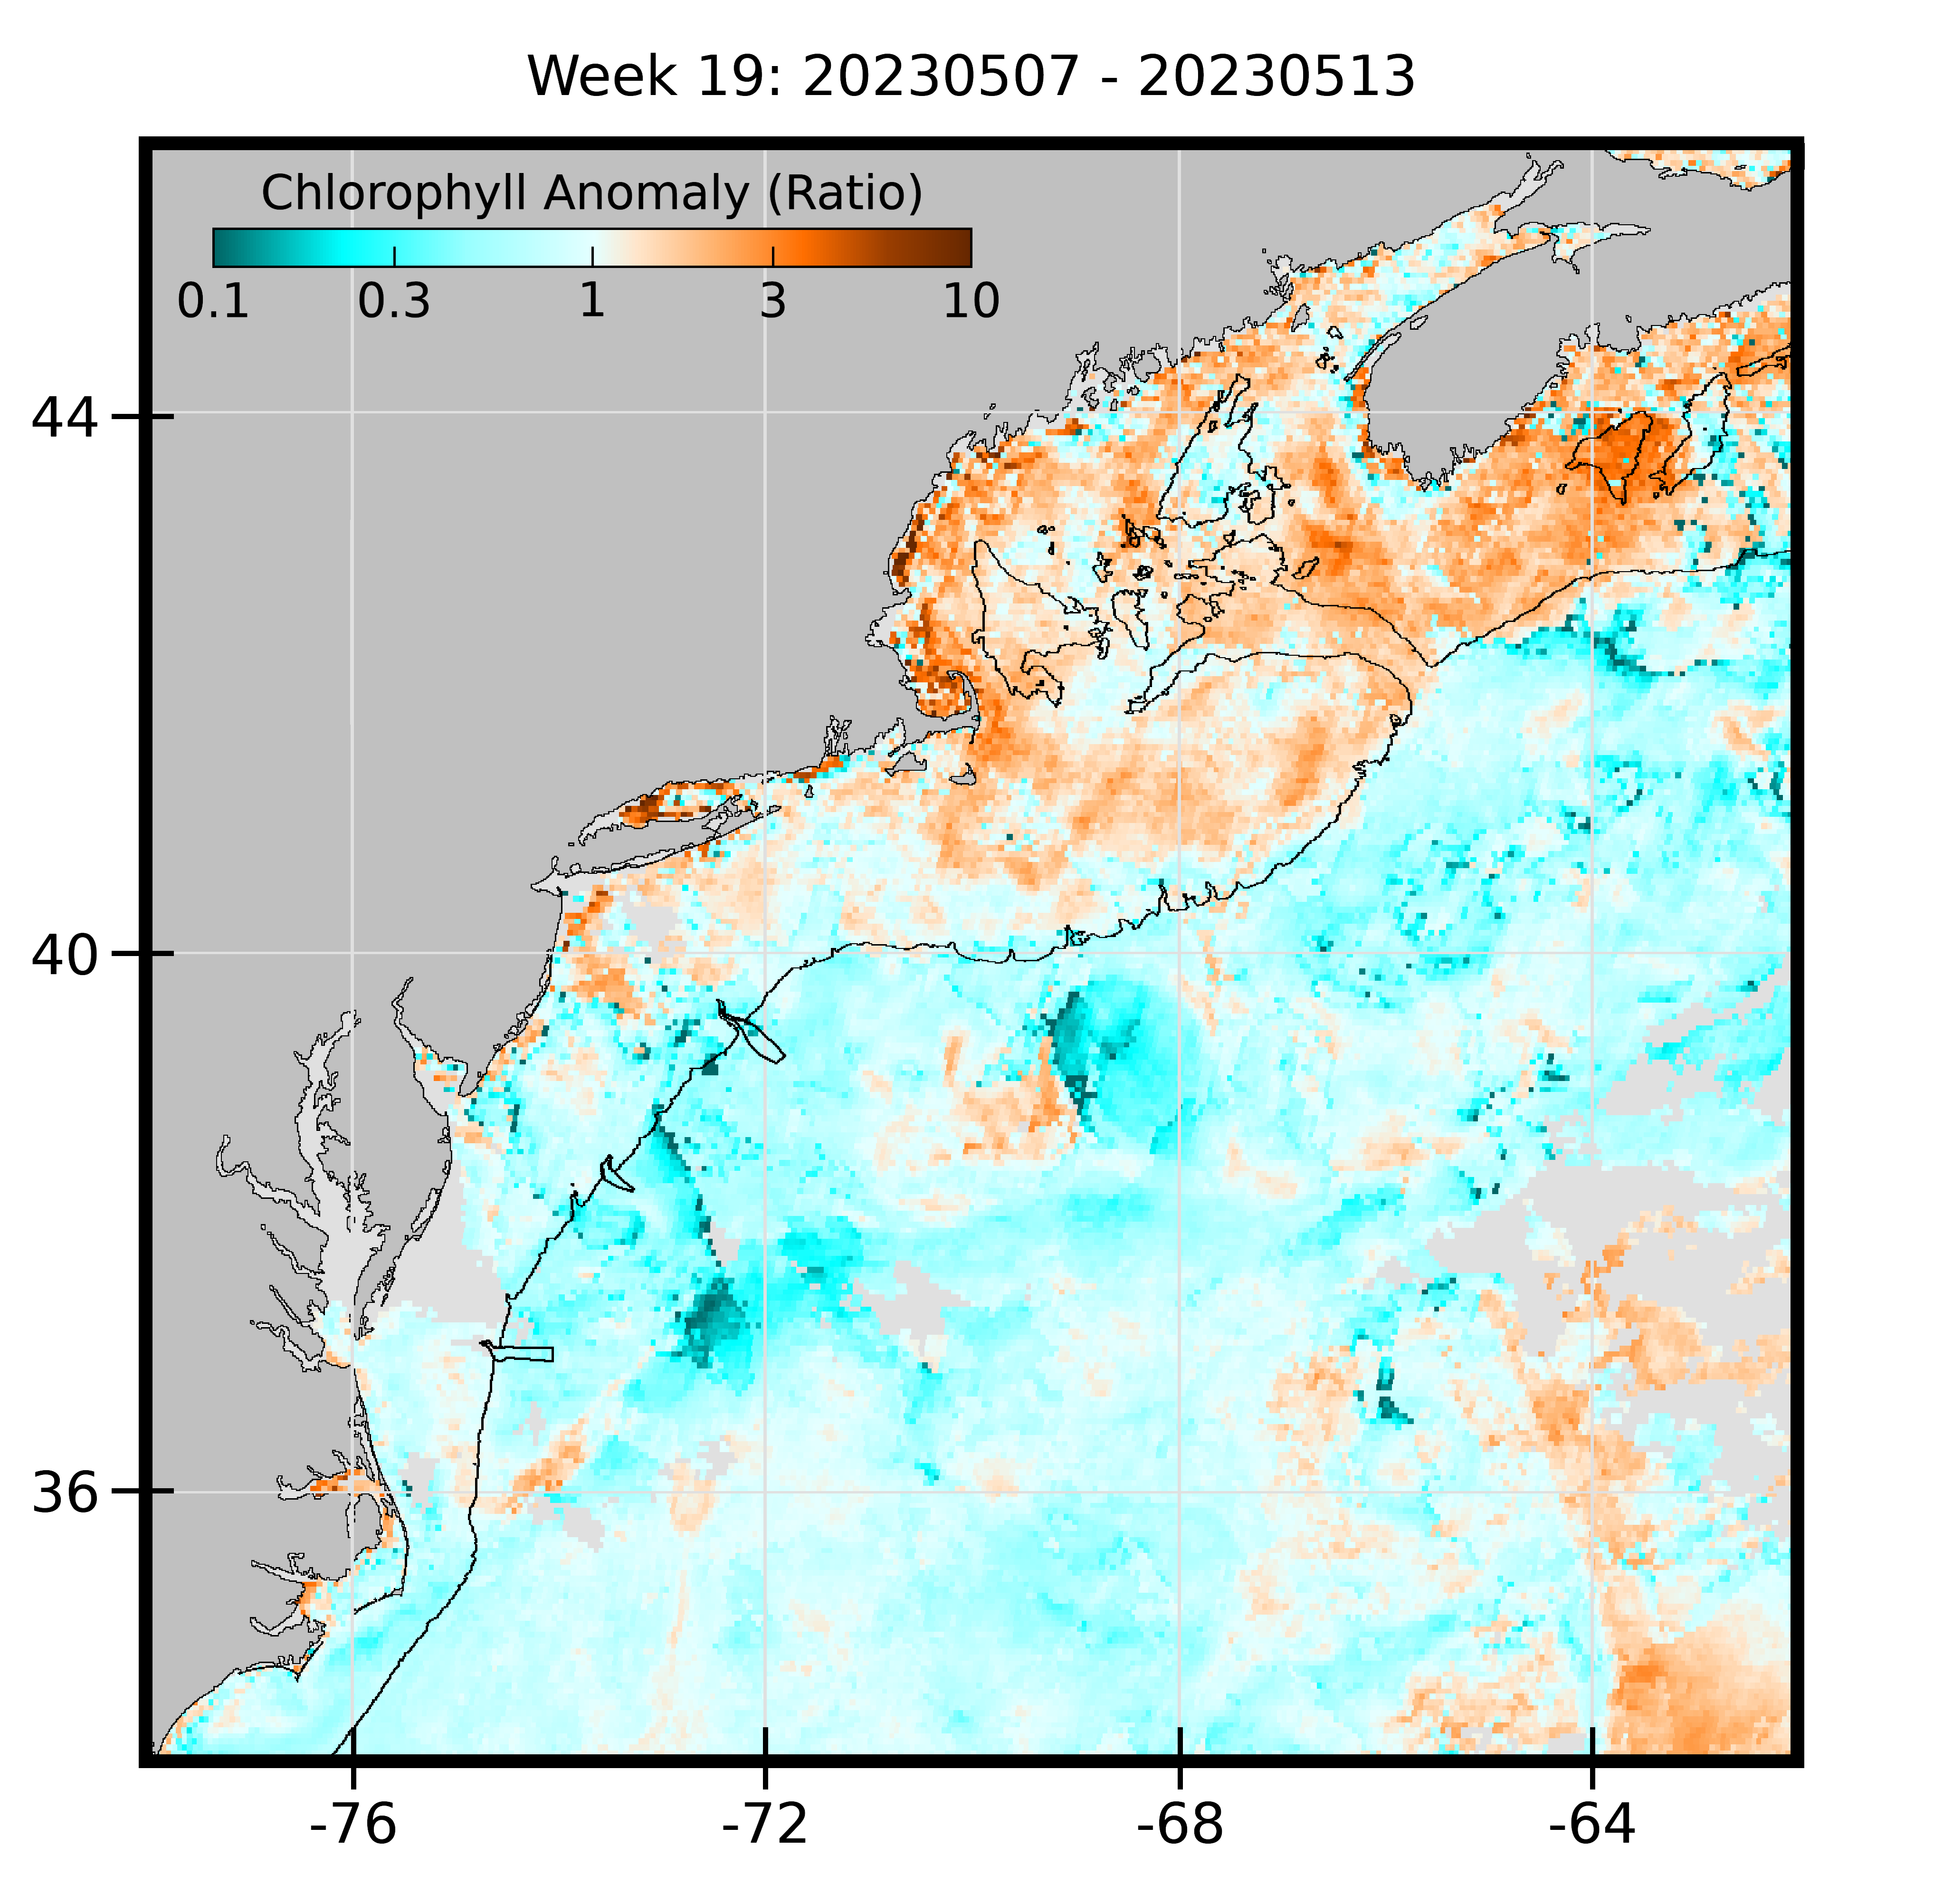 Week 19: 20230507 - 20230513
Chlorophyll Anomaly (Ratio)
0.1 0.3 1 3 10
44
40
36
-76 -72 -68 -64